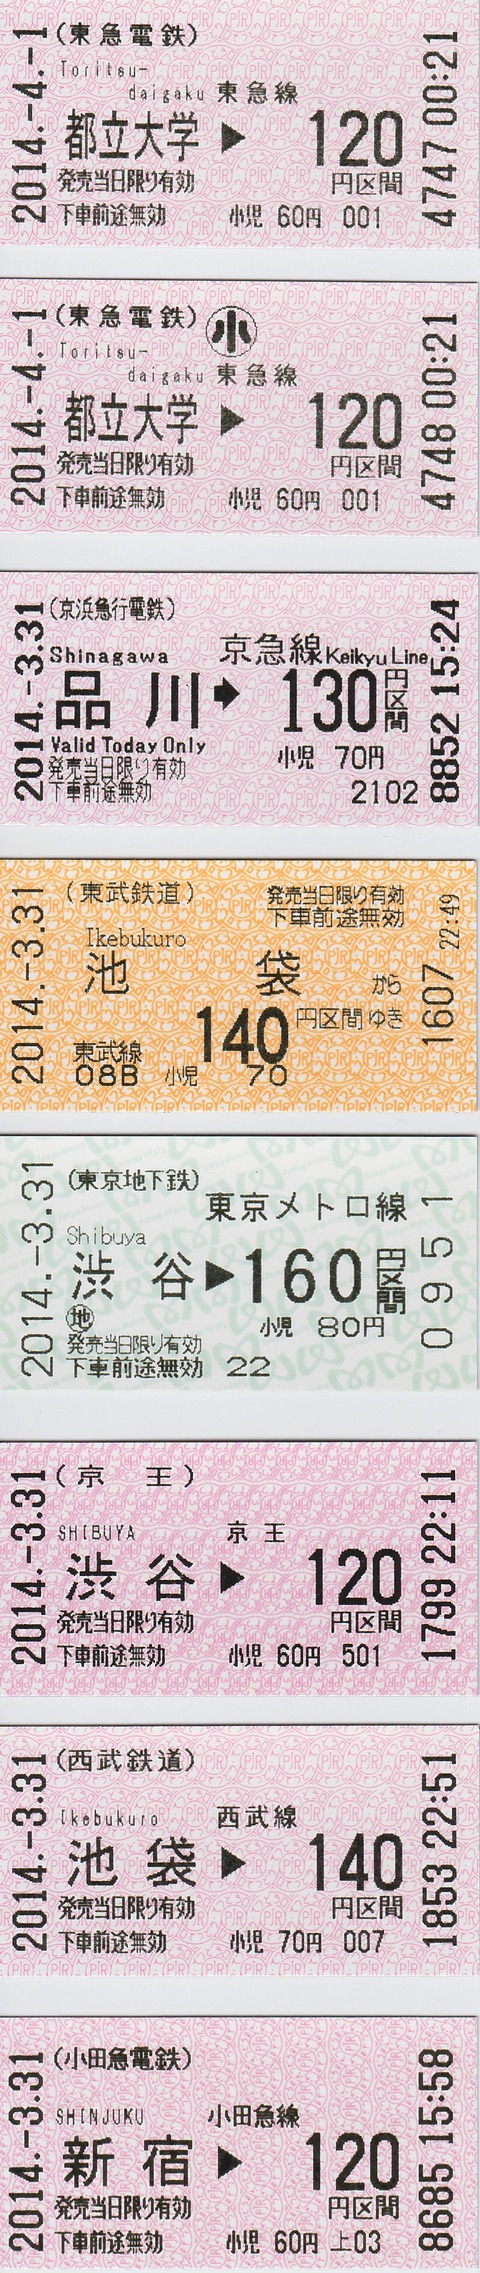 2014.-4.-1
(東急電鉄)
Toritsu-
daigaku 東急線
都立大学 ▶ 120
発売当日限り有効 円区間
下車前途無効 小児 60円 001
4747 00:21
2014.-4.-1
(東急電鉄) 小
Toritsu-
daigaku 東急線
都立大学 ▶ 120
発売当日限り有効 円区間
下車前途無効 小児 60円 001
4748 00:21
2014.-3.31
(京浜急行電鉄)
Shinagawa 京急線 Keikyu Line
品川 ➡ 130円区間
Valid Today Only 小児 70円
発売当日限り有効
下車前途無効 2102
8852 15:24
2014.-3.31
(東武鉄道) 発売当日限り有効
下車前途無効
Ikebukuro
池袋 から
東武線 140 円区間ゆき
08B 小児 70
1607 22:49
2014.-3.31
(東京地下鉄)
東京メトロ線
Shibuya
渋谷 ▶ 160円区間
地 小児 80円
発売当日限り有効
下車前途無効 22
0951
2014.-3.31
(京王)
SHIBUYA 京王
渋谷 ▶ 120
発売当日限り有効 円区間
下車前途無効 小児 60円 501
1799 22:11
2014.-3.31
(西武鉄道)
Ikebukuro 西武線
池袋 ▶ 140
発売当日限り有効 円区間
下車前途無効 小児 70円 007
1853 22:51
2014.-3.31
(小田急電鉄)
SHINJUKU 小田急線
新宿 ▶ 120
発売当日限り有効 円区間
下車前途無効 小児 60円 上03
8685 15:58